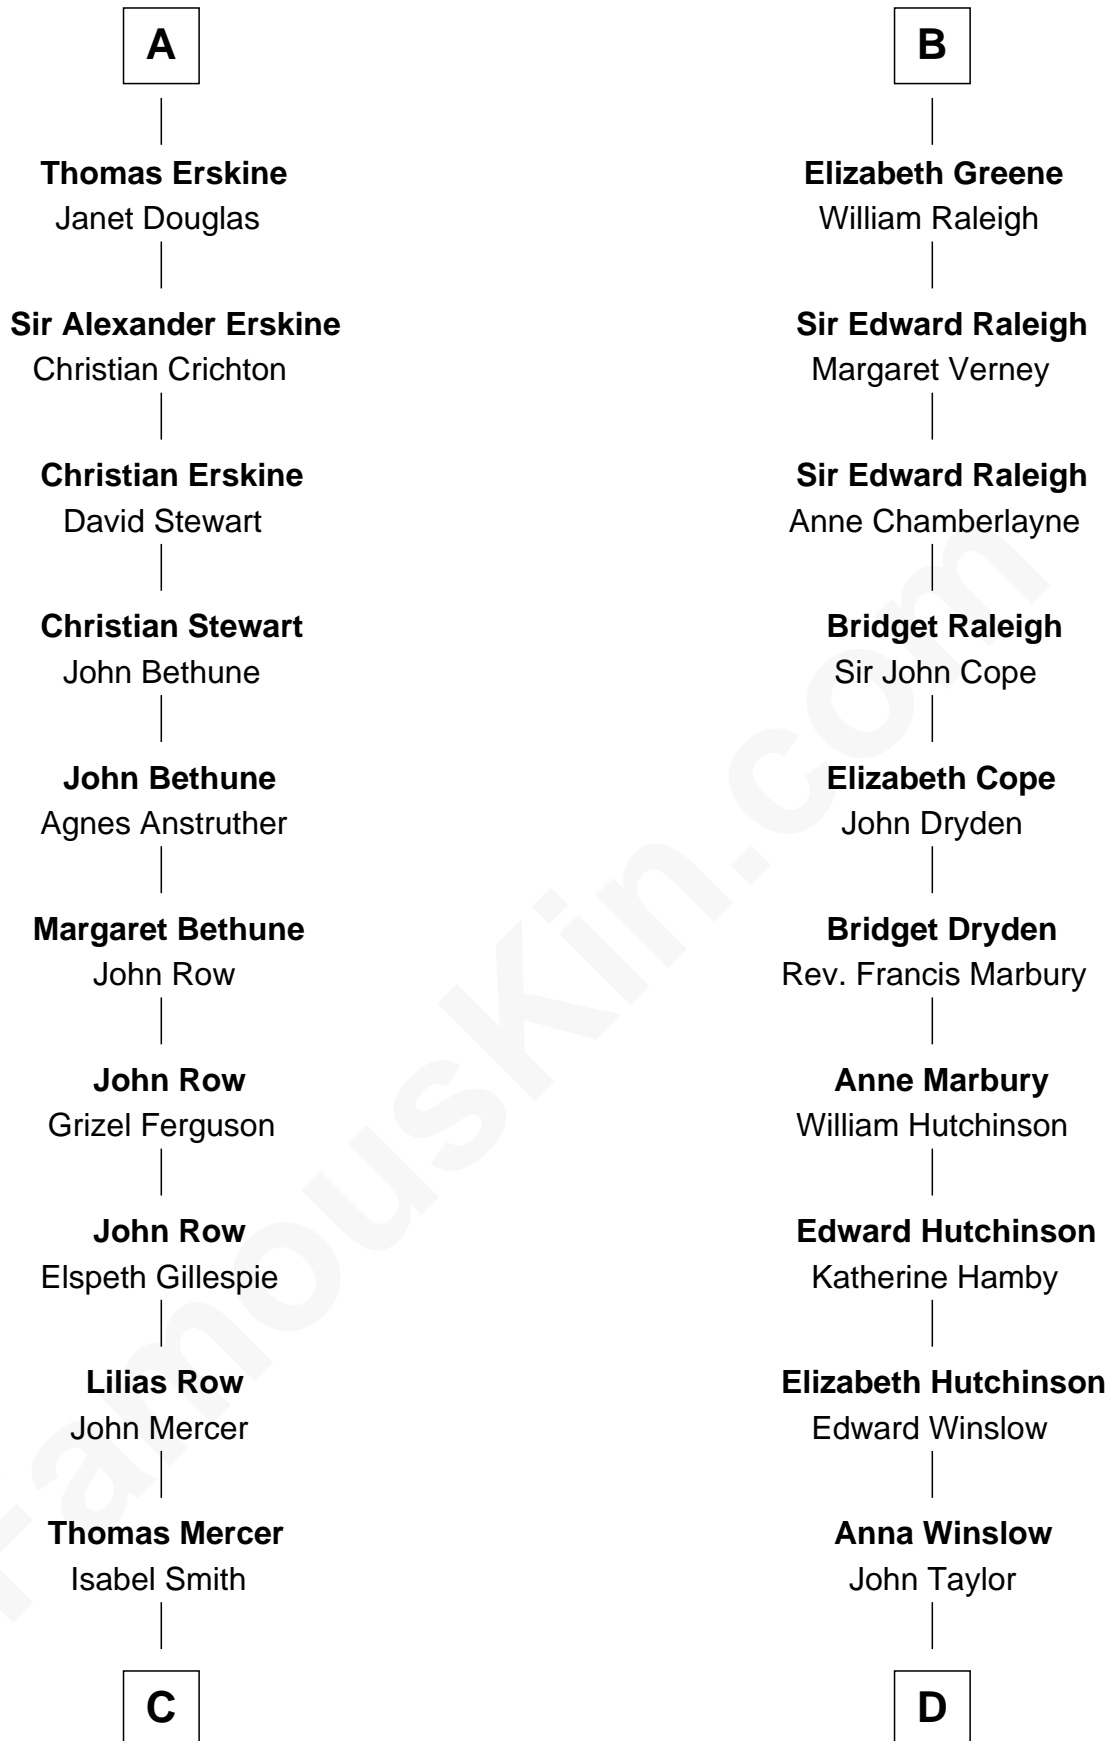 A
Thomas Erskine
Janet Douglas
Sir Alexander Erskine
Christian Crichton
Christian Erskine
David Stewart
Christian Stewart
John Bethune
John Bethune
Agnes Anstruther
Margaret Bethune
John Row
John Row
Grizel Ferguson
John Row
Elspeth Gillespie
Lilias Row
John Mercer
Thomas Mercer
Isabel Smith
C
B
Elizabeth Greene
William Raleigh
Sir Edward Raleigh
Margaret Verney
Sir Edward Raleigh
Anne Chamberlayne
Bridget Raleigh
Sir John Cope
Elizabeth Cope
John Dryden
Bridget Dryden
Rev. Francis Marbury
Anne Marbury
William Hutchinson
Edward Hutchinson
Katherine Hamby
Elizabeth Hutchinson
Edward Winslow
Anna Winslow
John Taylor
D
FamousKin.com